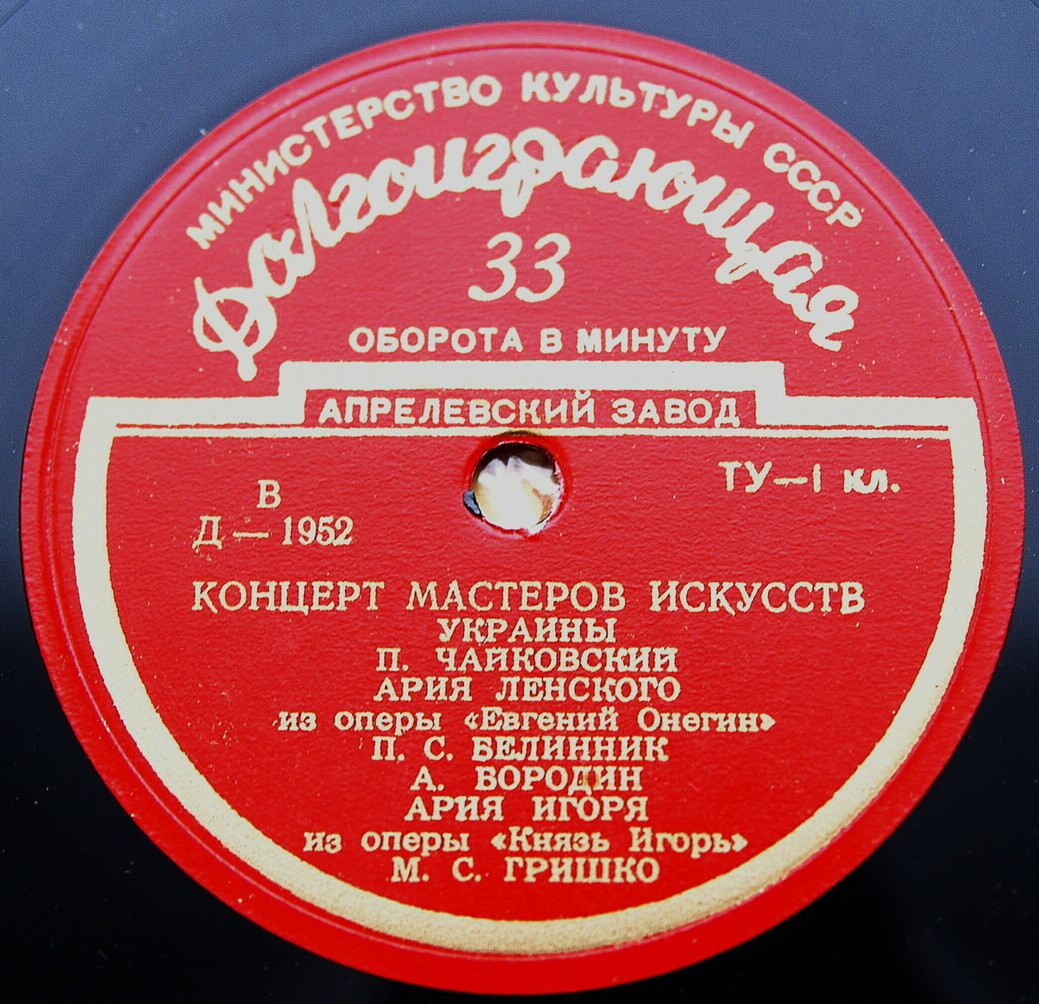 МИНИСТЕРСТВО КУЛЬТУРЫ СССР
Долгоиграющая
33
ОБОРОТА В МИНУТУ
АПРЕЛЕВСКИЙ ЗАВОД
В
Д — 1952
ТУ—I кл.
КОНЦЕРТ МАСТЕРОВ ИСКУССТВ
УКРАИНЫ
П. ЧАЙКОВСКИЙ
АРИЯ ЛЕНСКОГО
из оперы «Евгений Онегин»
П. С. БЕЛИННИК
А. БОРОДИН
АРИЯ ИГОРЯ
из оперы «Князь Игорь»
М. С. ГРИШКО